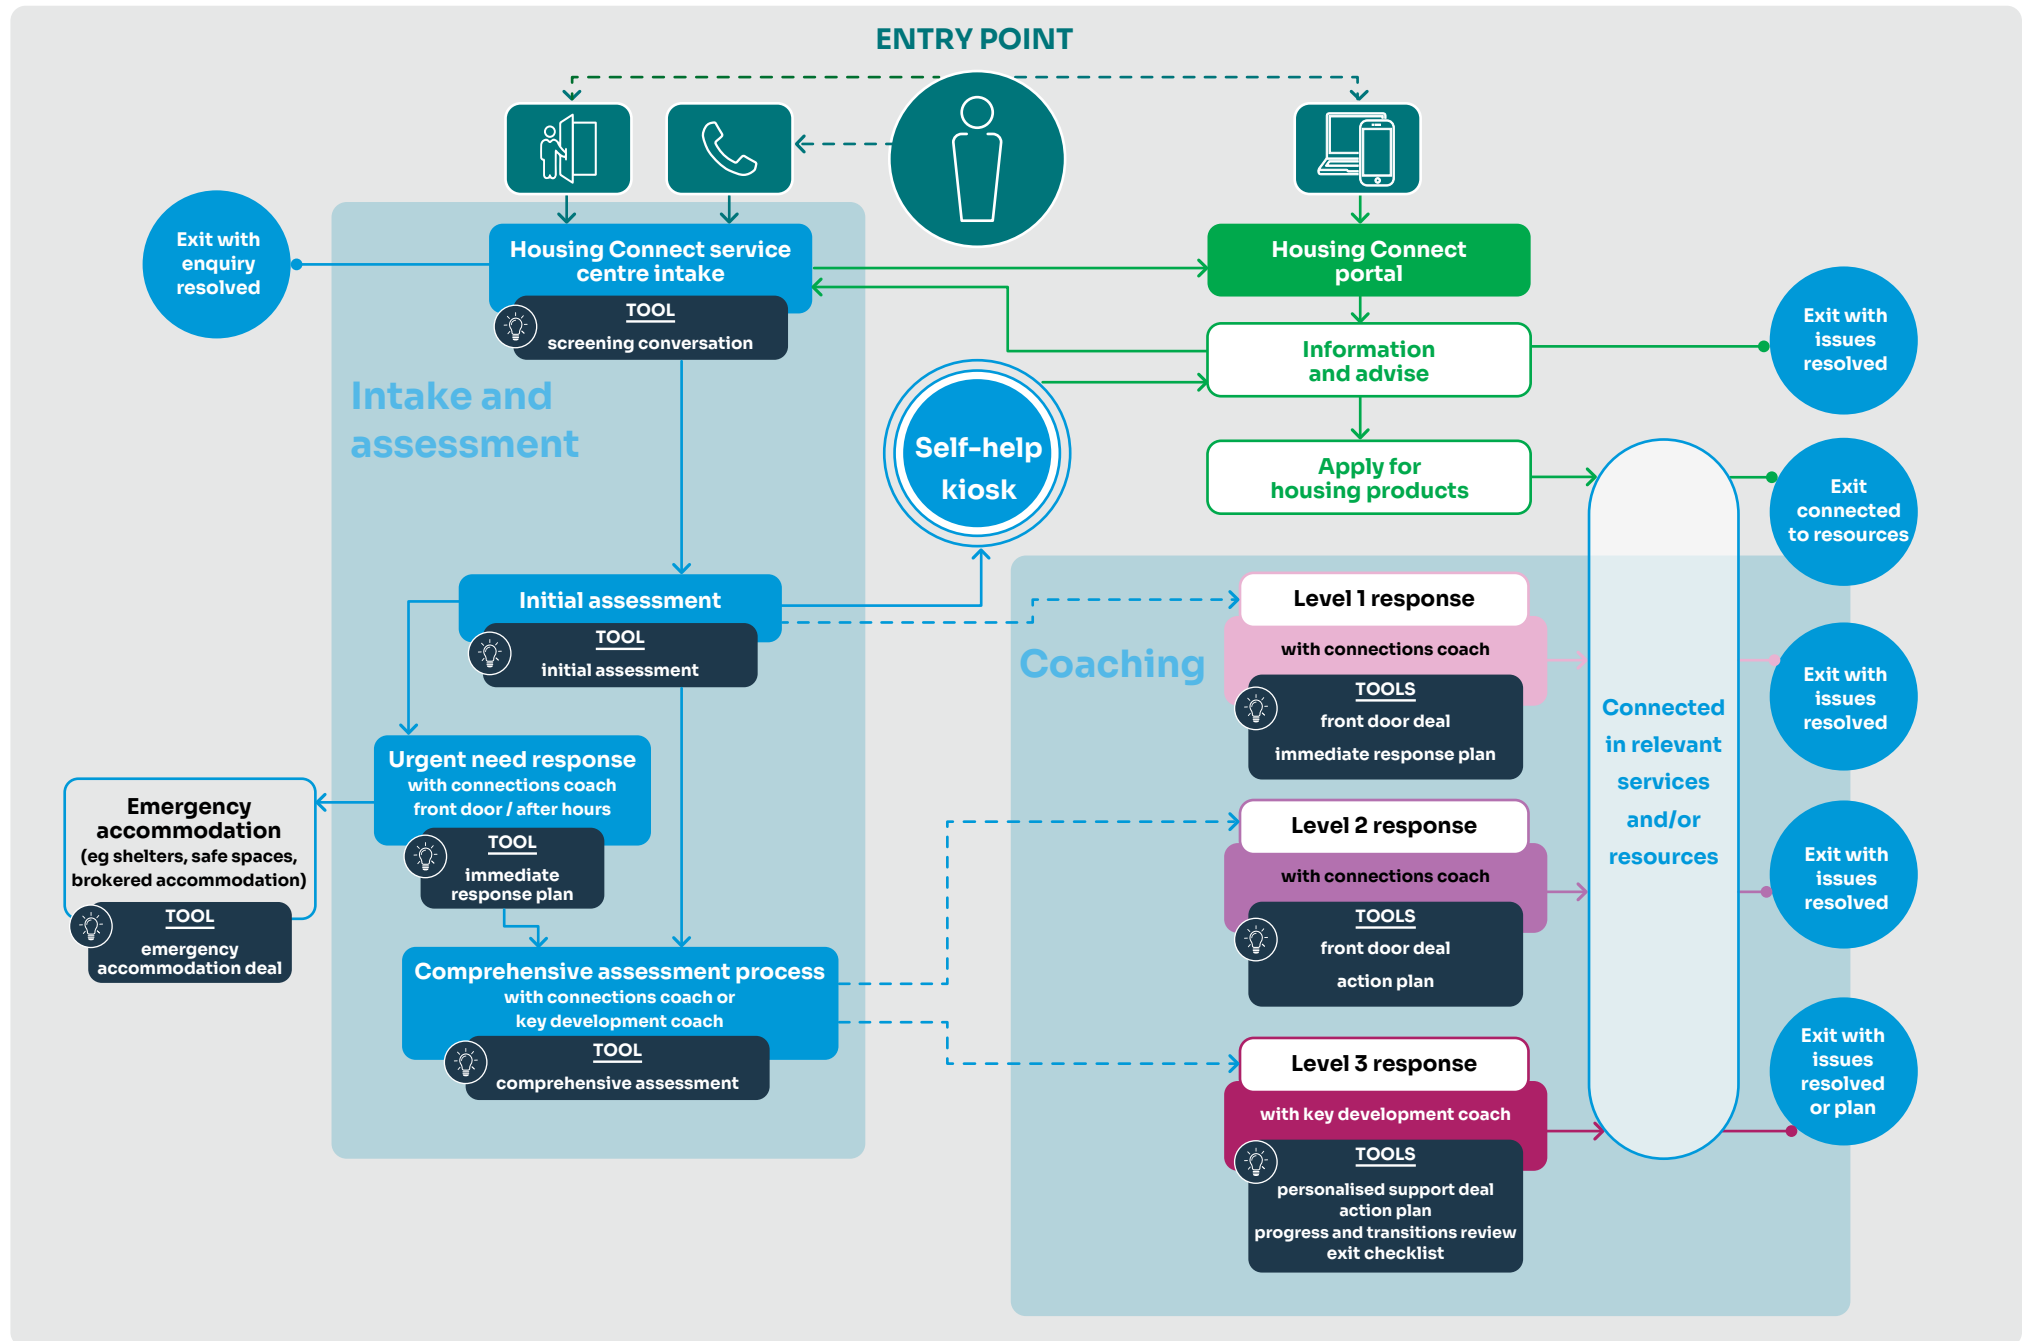 ENTRY POINT
Exit with
enquiry
resolved
Housing Connect service
centre intake
TOOL
screening conversation
Housing Connect
portal
Information
and advise
Exit with
issues
resolved
Intake and
assessment
Self-help
kiosk
Apply for
housing products
Exit
connected
to resources
Initial assessment
TOOL
initial assessment
Urgent need response
with connections coach
front door / after hours
TOOL
immediate
response plan
Emergency
accommodation
(eg shelters, safe spaces,
brokered accommodation)
TOOL
emergency
accommodation deal
Comprehensive assessment process
with connections coach or
key development coach
TOOL
comprehensive assessment
Coaching
Level 1 response
with connections coach
TOOLS
front door deal
immediate response plan
Level 2 response
with connections coach
TOOLS
front door deal
action plan
Level 3 response
with key development coach
TOOLS
personalised support deal
action plan
progress and transitions review
exit checklist
Connected
in relevant
services
and/or
resources
Exit with
issues
resolved
Exit with
issues
resolved
Exit with
issues
resolved
or plan